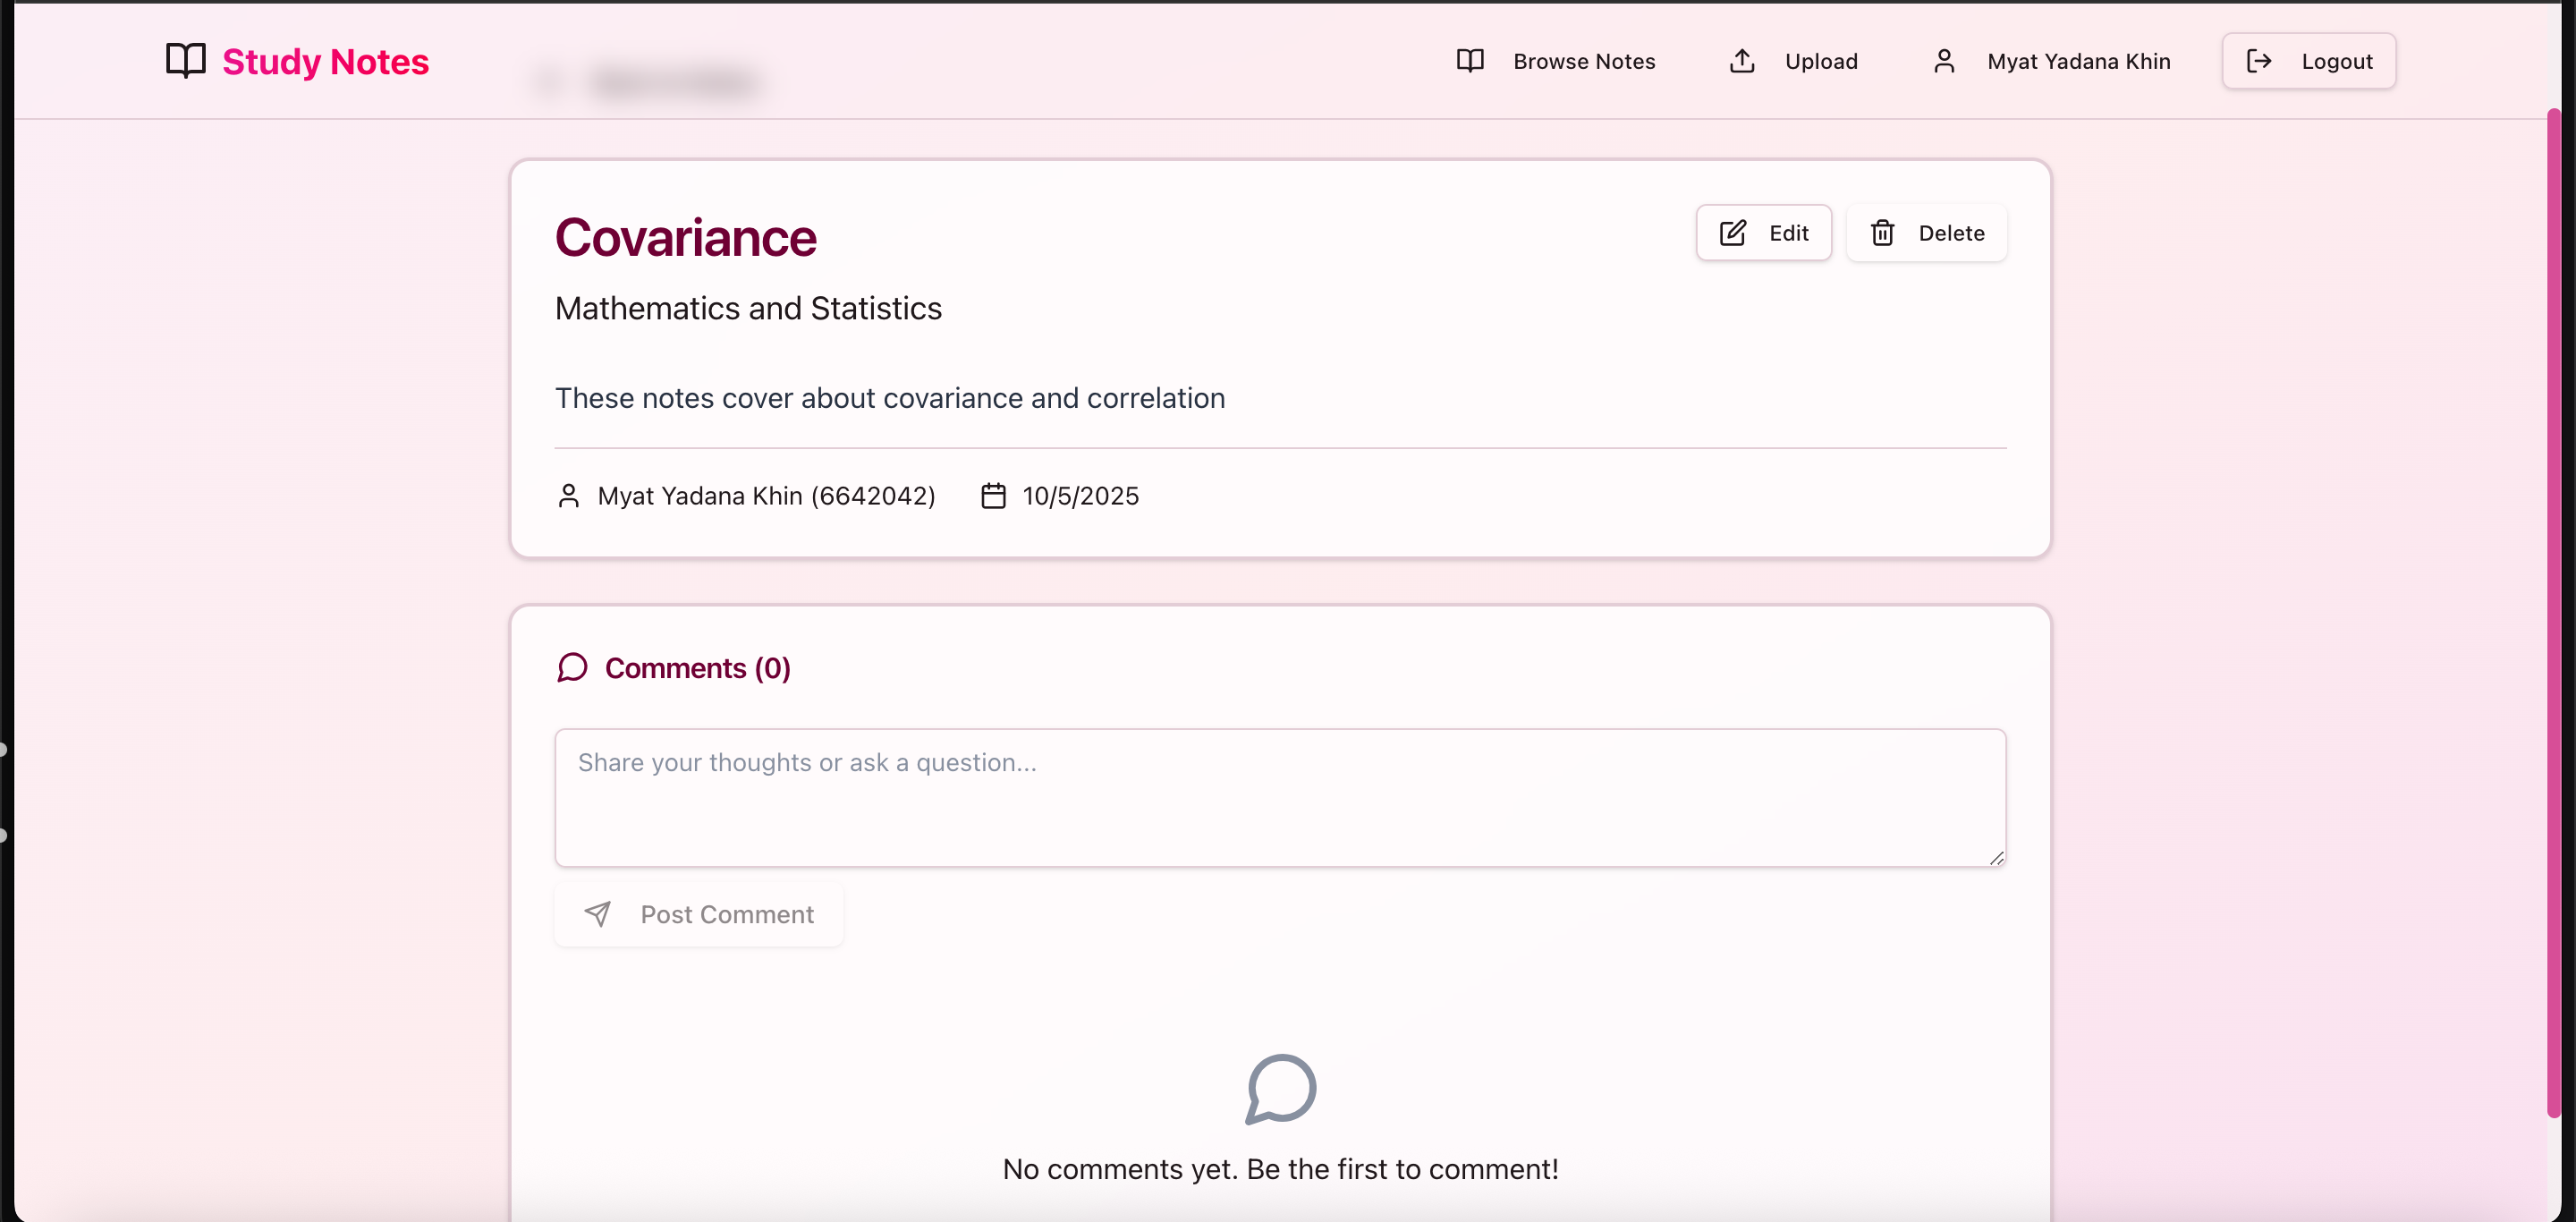 Study Notes
Browse Notes
Upload
Myat Yadana Khin
Logout
Covariance
Edit
Delete
Mathematics and Statistics
These notes cover about covariance and correlation
Myat Yadana Khin (6642042)
10/5/2025
Comments (0)
Share your thoughts or ask a question...
Post Comment
No comments yet. Be the first to comment!